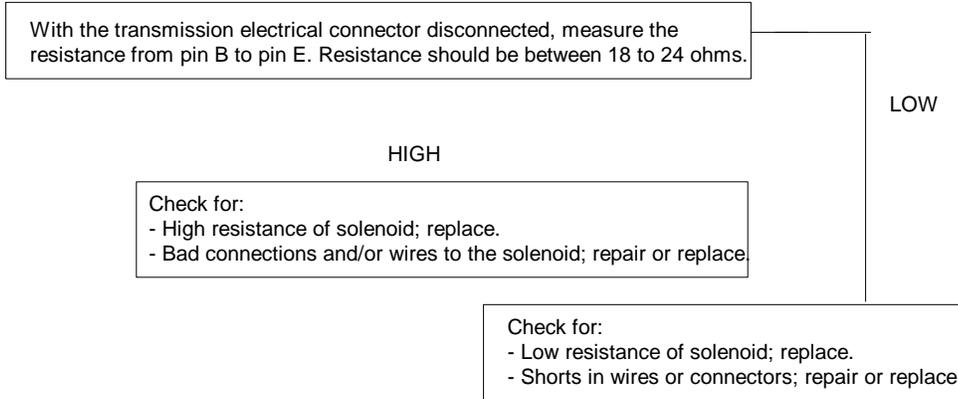 With the transmission electrical connector disconnected, measure the
resistance from pin B to pin E. Resistance should be between 18 to 24 ohms.
LOW
HIGH
Check for:
- High resistance of solenoid; replace.
- Bad connections and/or wires to the solenoid; repair or replace.
Check for:
- Low resistance of solenoid; replace.
- Shorts in wires or connectors; repair or replace